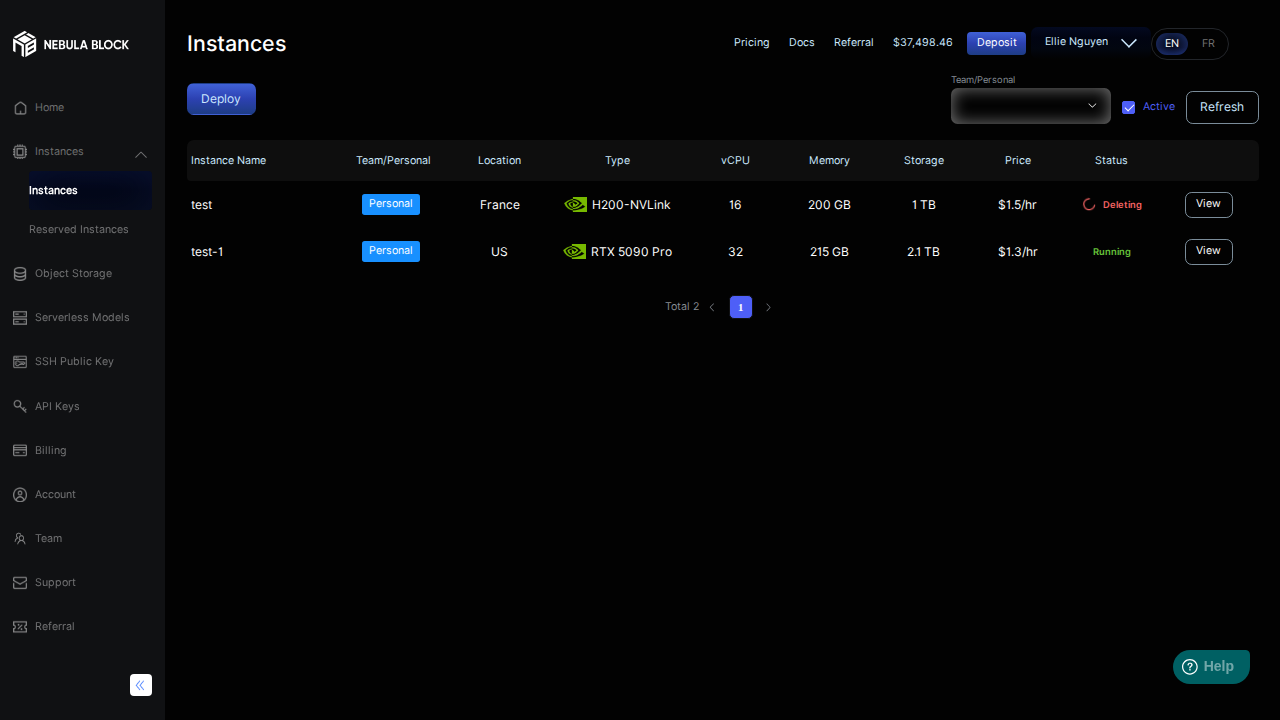 NEBULA BLOCK
Instances
Pricing Docs Referral $37,498.46 Deposit Ellie Nguyen EN FR
Deploy
Team/Personal
Active Refresh
Home
Instances
Instances
Reserved Instances
Object Storage
Serverless Models
SSH Public Key
API Keys
Billing
Account
Team
Support
Referral
Instance Name Team/Personal Location Type vCPU Memory Storage Price Status
test Personal France H200-NVLink 16 200 GB 1 TB $1.5/hr Deleting View
test-1 Personal US RTX 5090 Pro 32 215 GB 2.1 TB $1.3/hr Running View
Total 2 1
Help